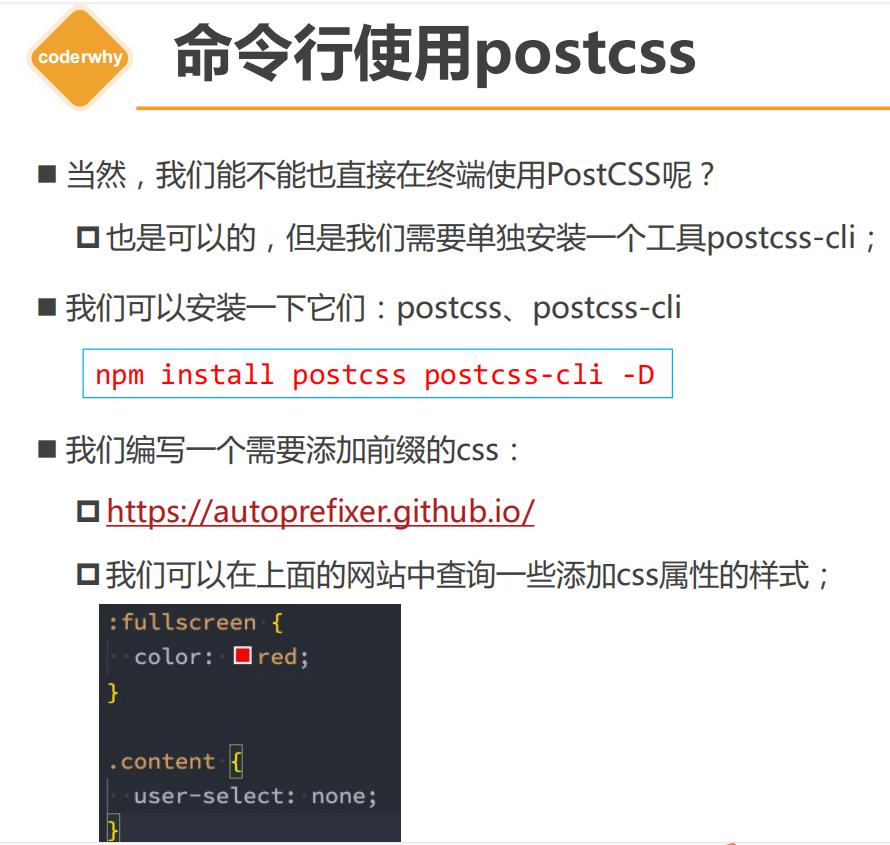 coderwhy
命令行使用postcss
当然，我们能不能也直接在终端使用PostCSS呢？
也是可以的，但是我们需要单独安装一个工具postcss-cli；
我们可以安装一下它们：postcss、postcss-cli
npm install postcss postcss-cli -D
我们编写一个需要添加前缀的css：
https://autoprefixer.github.io/
我们可以在上面的网站中查询一些添加css属性的样式；
:fullscreen {
color: red;
}
.content {
user-select: none;
}